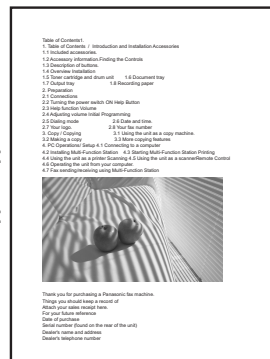 Table of Contents1.
1. Table of Contents / Introduction and Installation Accessories
1.1 Included accessories.
1.2 Accessory information Finding the Controls
1.3 Description of buttons.
1.4 Overview Installation
1.5 Toner cartridge and drum unit 1.6 Document tray
1.7 Output tray 1.8 Recording paper
2. Preparation
2.1 Connections
2.2 Turning the power switch ON Help Button
2.3 Help function Volume
2.4 Adjusting volume Initial Programming
2.5 Dialing mode 2.6 Date and time.
2.7 Your logo. 2.8 Your fax number
3. Copy / Copying 3.1 Using the unit as a copy machine.
3.2 Making a copy 3.3 More copying features
4. PC Operations/ Setup 4.1 Connecting to a computer
4.2 Installing Multi-Function Station 4.3 Starting Multi-Function Station Printing
4.4 Using the unit as a printer Scanning 4.5 Using the unit as a scannerRemote Control
4.6 Operating the unit from your computer.
4.7 Fax sending/receiving using Multi-Function Station
Thank you for purchasing a Panasonic fax machine.
Things you should keep a record of
Attach your sales receipt here.
For your future reference
Date of purchase
Serial number (found on the rear of the unit)
Dealer's name and address
Dealer's telephone number